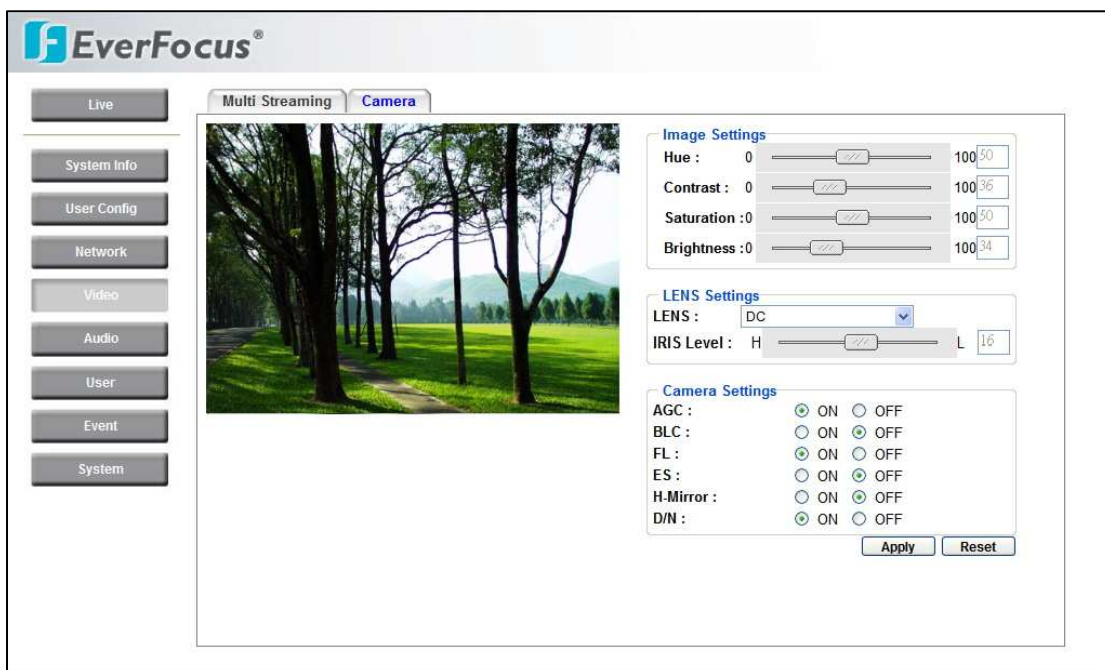 EverFocus®
Live
System Info
User Config
Network
Video
Audio
User
Event
System
Multi Streaming Camera
Image Settings
Hue : 0 100 50
Contrast : 0 100 36
Saturation :0 100 50
Brightness :0 100 34
LENS Settings
LENS : DC
IRIS Level : H L 16
Camera Settings
AGC : ON OFF
BLC : ON OFF
FL : ON OFF
ES : ON OFF
H-Mirror : ON OFF
D/N : ON OFF
Apply Reset